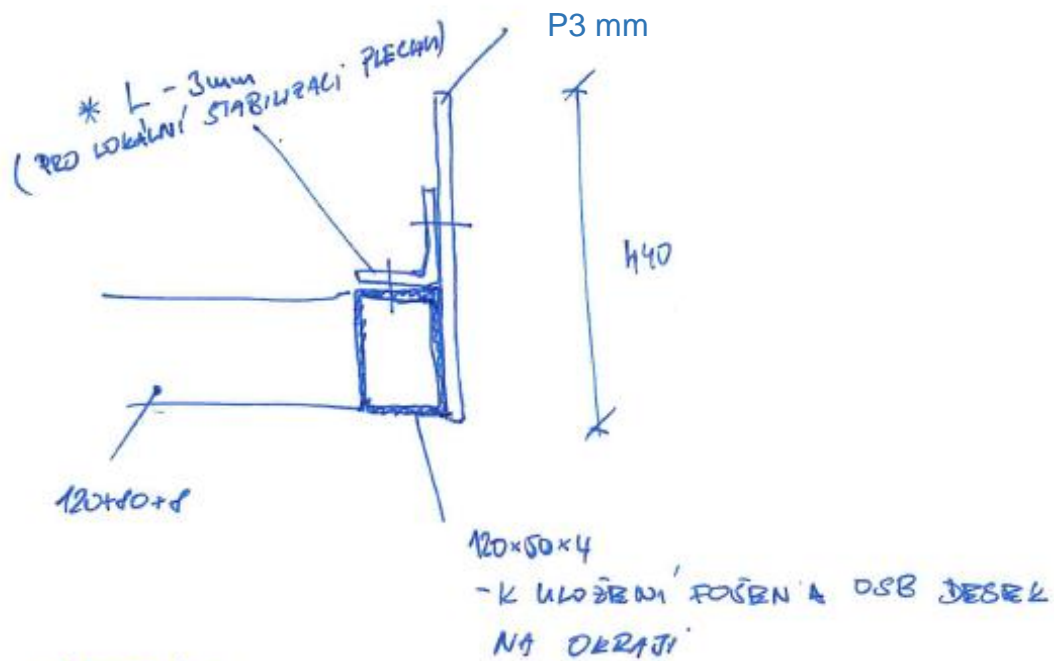 P3 mm
* L - 3mm
(PRO LOKÁLNÍ STABILIZACI PLECHU)
440
120×80×8
120×50×4
- K ULOŽENÍ FOŠEN A OSB DESEK
NA OKRAJI